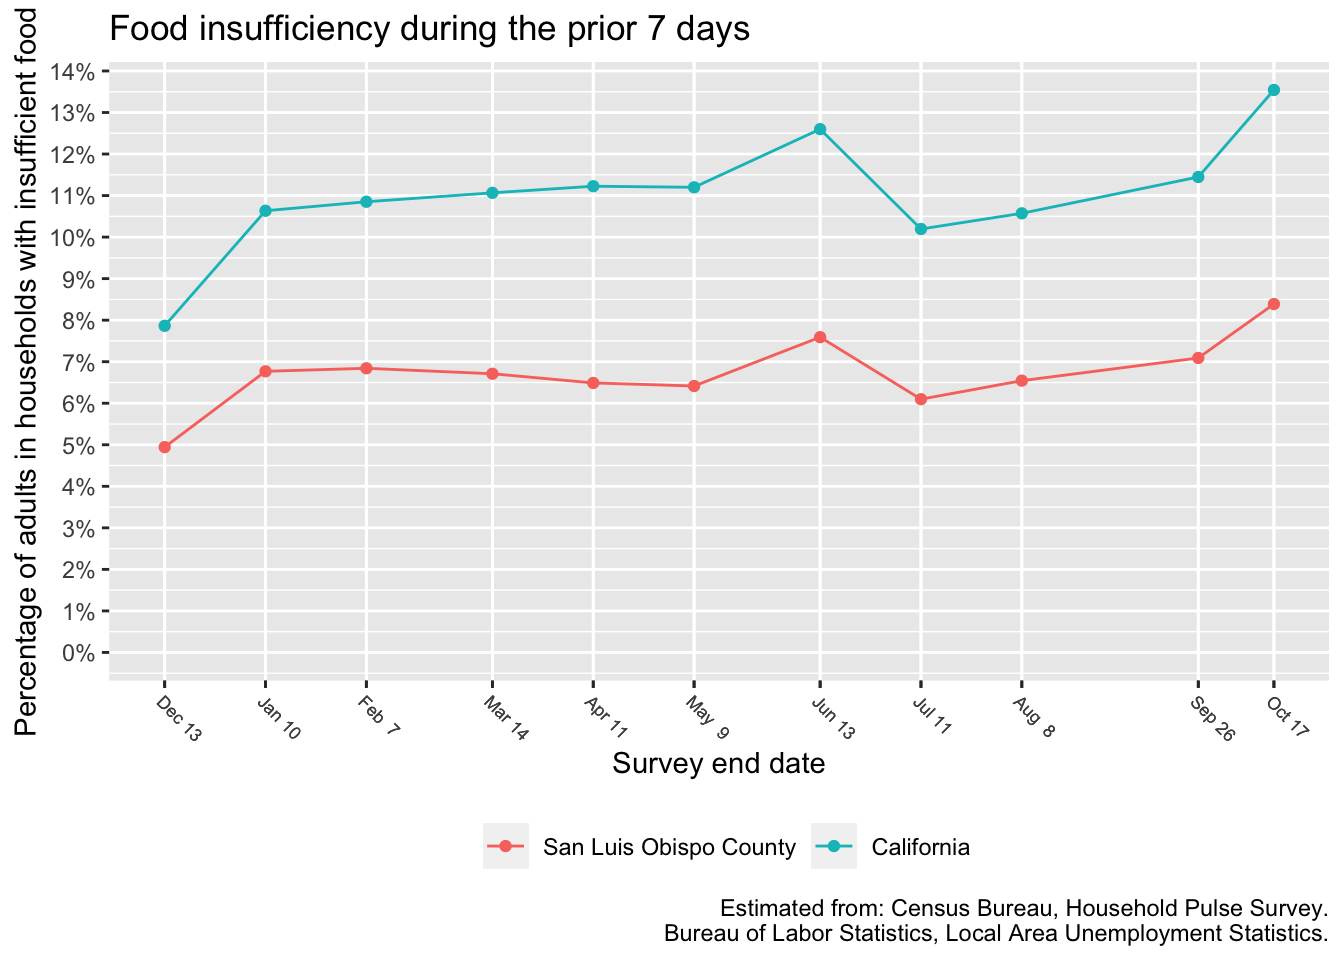 Food insufficiency during the prior 7 days
Percentage of adults in households with insufficient food
14%
13%
12%
11%
10%
9%
8%
7%
6%
5%
4%
3%
2%
1%
0%
Dec 13
Jan 10
Feb 7
Mar 14
Apr 11
May 9
Jun 13
Jul 11
Aug 8
Sep 26
Oct 17
Survey end date
San Luis Obispo County
California
Estimated from: Census Bureau, Household Pulse Survey.
Bureau of Labor Statistics, Local Area Unemployment Statistics.